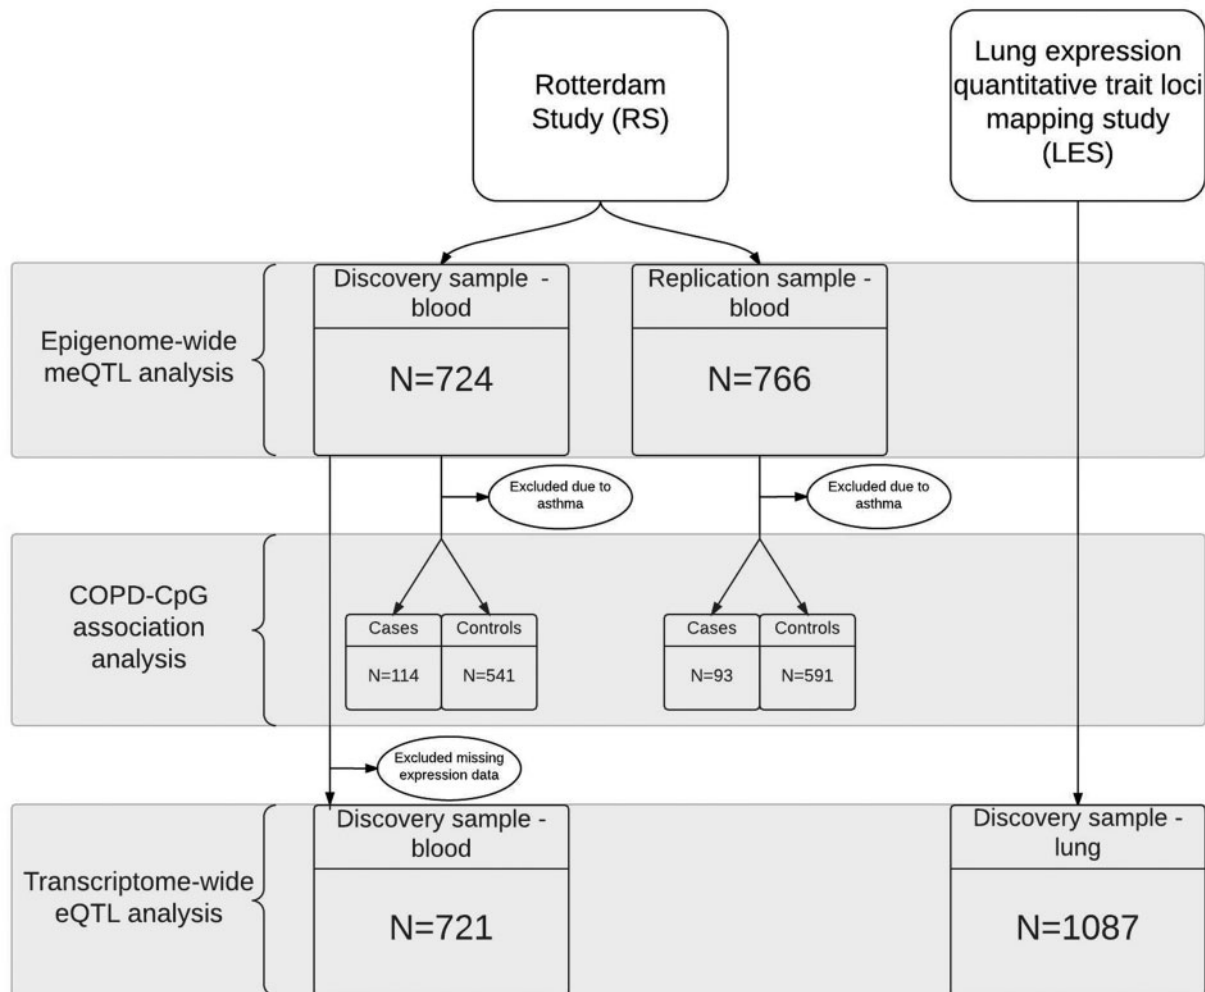 Rotterdam
Study (RS)
Lung expression
quantitative trait loci
mapping study
(LES)
Epigenome-wide
meQTL analysis
Discovery sample -
blood
N=724
Replication sample -
blood
N=766
Excluded due to
asthma
Excluded due to
asthma
COPD-CpG
association
analysis
Cases
Controls
N=114
N=541
Cases
Controls
N=93
N=591
Excluded missing
expression data
Transcriptome-wide
eQTL analysis
Discovery sample -
blood
N=721
Discovery sample -
lung
N=1087